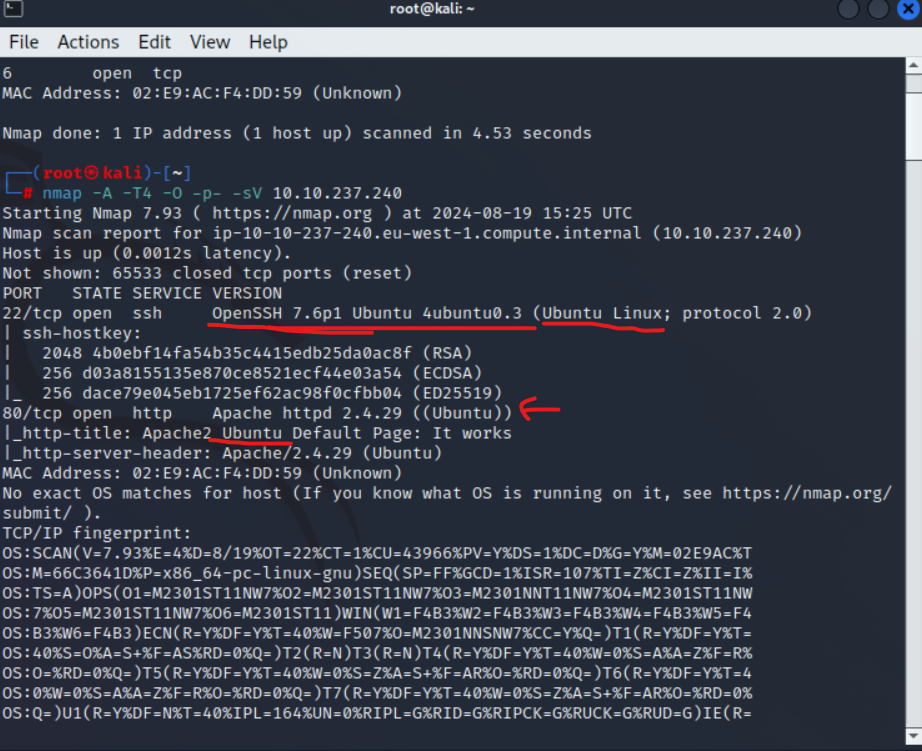 root@kali: ~
File Actions Edit View Help
6 open tcp
MAC Address: 02:E9:AC:F4:DD:59 (Unknown)
Nmap done: 1 IP address (1 host up) scanned in 4.53 seconds
┌──(root㉿kali)-[~]
└─# nmap -A -T4 -O -p- -sV 10.10.237.240
Starting Nmap 7.93 ( https://nmap.org ) at 2024-08-19 15:25 UTC
Nmap scan report for ip-10-10-237-240.eu-west-1.compute.internal (10.10.237.240)
Host is up (0.0012s latency).
Not shown: 65533 closed tcp ports (reset)
PORT STATE SERVICE VERSION
22/tcp open ssh OpenSSH 7.6p1 Ubuntu 4ubuntu0.3 (Ubuntu Linux; protocol 2.0)
| ssh-hostkey:
| 2048 4b0ebf14fa54b35c4415edb25da0ac8f (RSA)
| 256 d03a8155135e870ce8521ecf44e03a54 (ECDSA)
|_ 256 dace79e045eb1725ef62ac98f0cfbb04 (ED25519)
80/tcp open http Apache httpd 2.4.29 ((Ubuntu))
|_http-title: Apache2 Ubuntu Default Page: It works
|_http-server-header: Apache/2.4.29 (Ubuntu)
MAC Address: 02:E9:AC:F4:DD:59 (Unknown)
No exact OS matches for host (If you know what OS is running on it, see https://nmap.org/
submit/ ).
TCP/IP fingerprint:
OS:SCAN(V=7.93%E=4%D=8/19%OT=22%CT=1%CU=43966%PV=Y%DS=1%DC=D%G=Y%M=02E9AC%T
OS:M=66C3641D%P=x86_64-pc-linux-gnu)SEQ(SP=FF%GCD=1%ISR=107%TI=Z%CI=Z%II=I%
OS:TS=A)OPS(O1=M2301ST11NW7%O2=M2301ST11NW7%O3=M2301NNT11NW7%O4=M2301ST11NW
OS:7%O5=M2301ST11NW7%O6=M2301ST11)WIN(W1=F4B3%W2=F4B3%W3=F4B3%W4=F4B3%W5=F4
OS:B3%W6=F4B3)ECN(R=Y%DF=Y%T=40%W=F507%O=M2301NNSNW7%CC=Y%Q=)T1(R=Y%DF=Y%T=
OS:40%S=O%A=S+%F=AS%RD=0%Q=)T2(R=N)T3(R=N)T4(R=Y%DF=Y%T=40%W=0%S=A%A=Z%F=R%
OS:O=%RD=0%Q=)T5(R=Y%DF=Y%T=40%W=0%S=Z%A=S+%F=AR%O=%RD=0%Q=)T6(R=Y%DF=Y%T=4
OS:0%W=0%S=A%A=Z%F=R%O=%RD=0%Q=)T7(R=Y%DF=Y%T=40%W=0%S=Z%A=S+%F=AR%O=%RD=0%
OS:Q=)U1(R=Y%DF=N%T=40%IPL=164%UN=0%RIPL=G%RID=G%RIPCK=G%RUCK=G%RUD=G)IE(R=